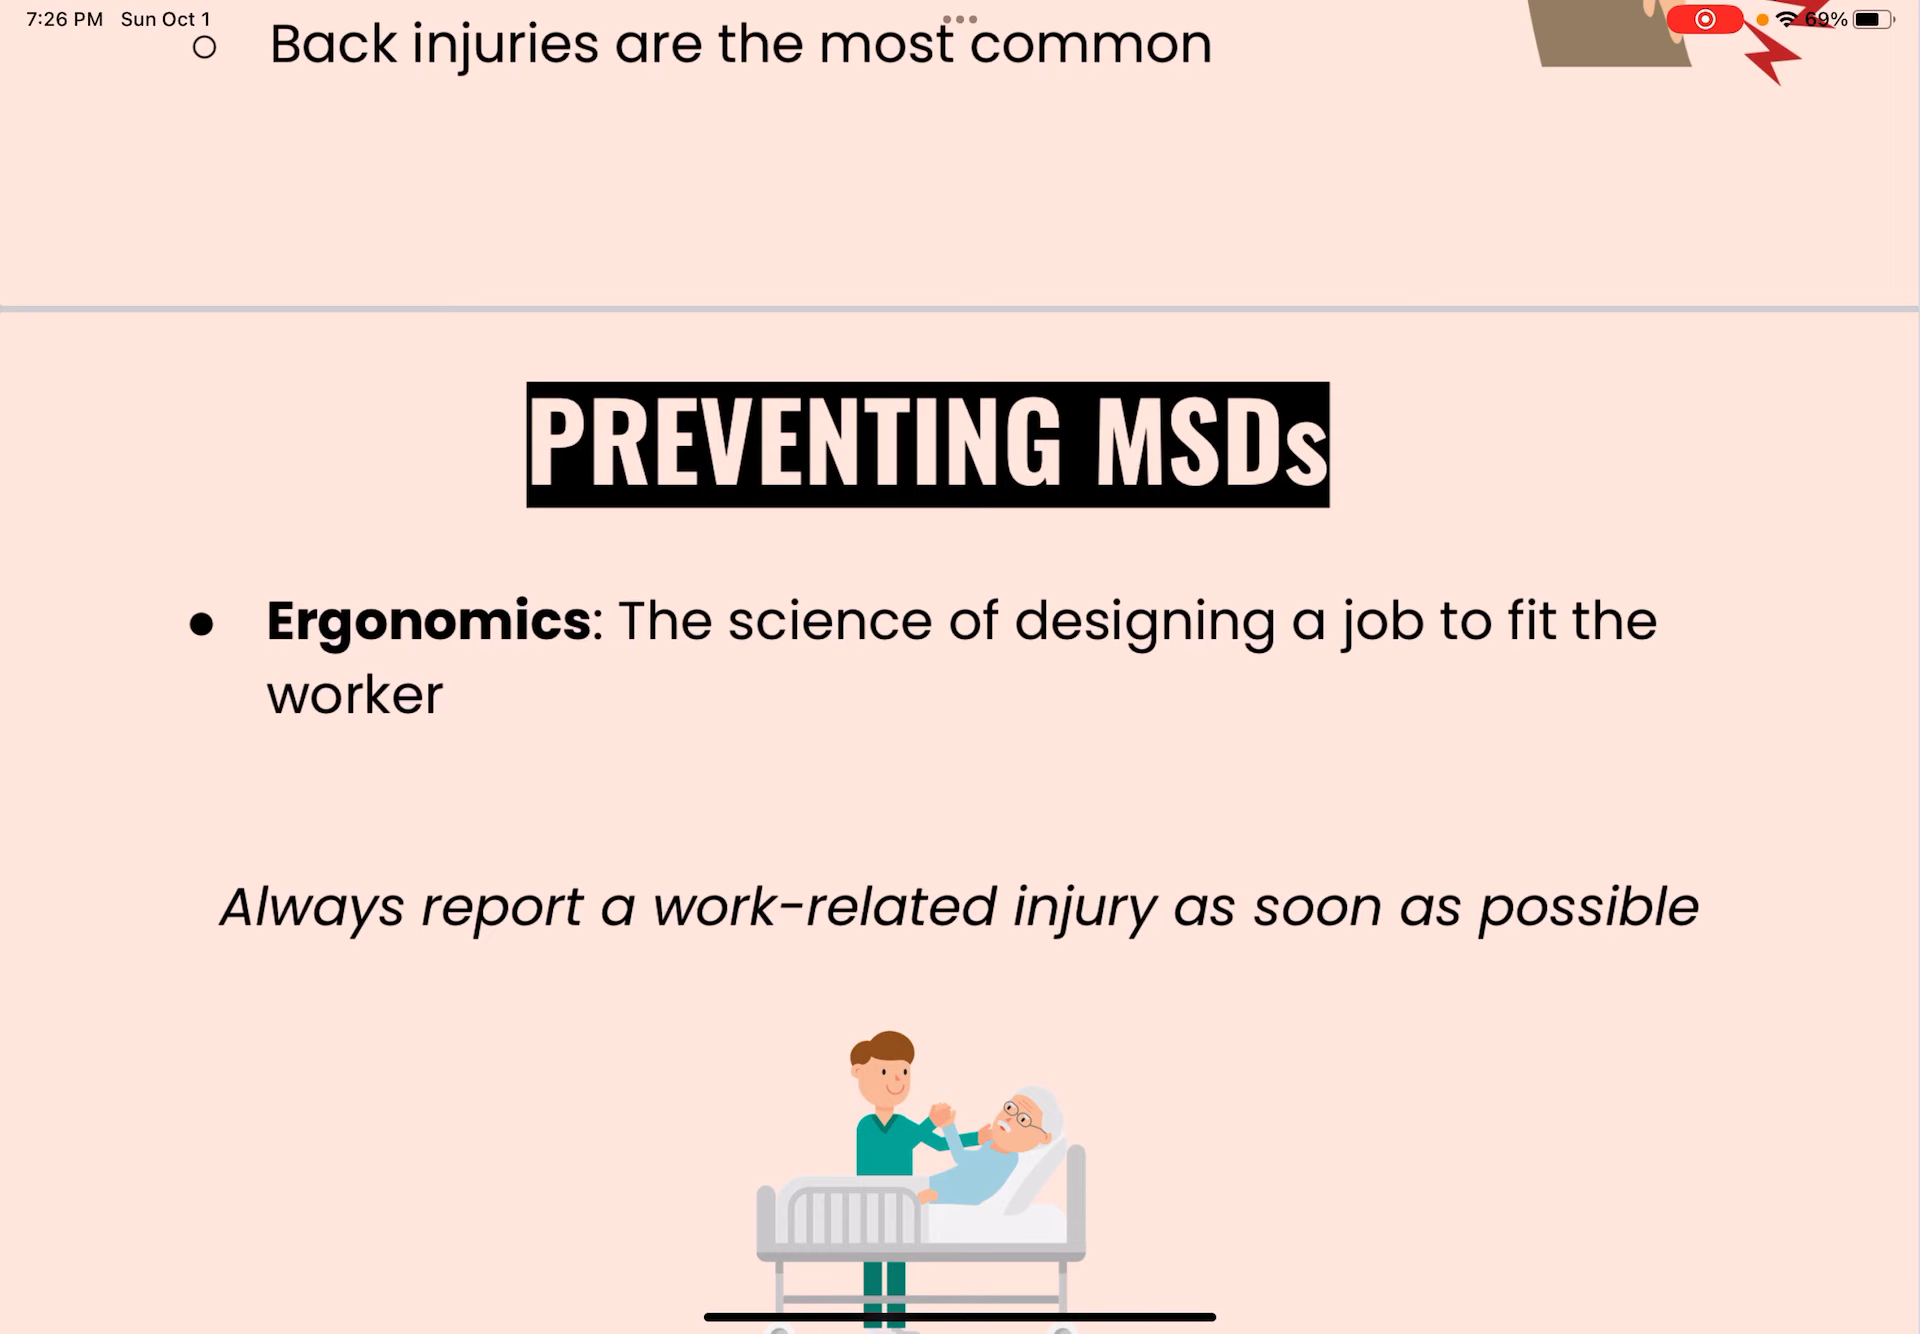 7:26 PM Sun Oct 1
69%
Back injuries are the most common
PREVENTING MSDs
Ergonomics: The science of designing a job to fit the
worker
Always report a work-related injury as soon as possible